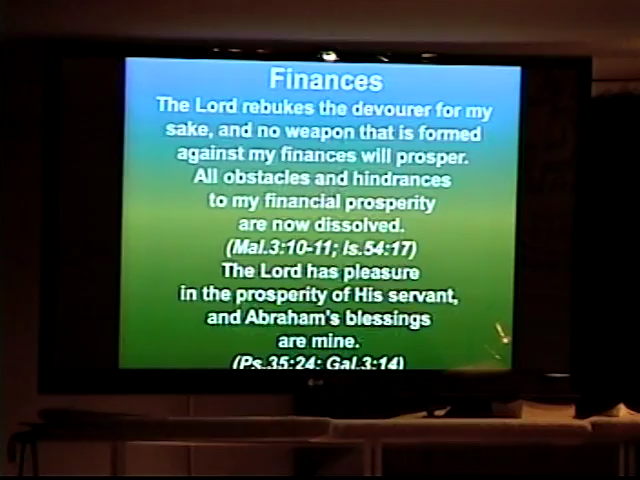 Finances
The Lord rebukes the devourer for my
sake, and no weapon that is formed
against my finances will prosper.
All obstacles and hindrances
to my financial prosperity
are now dissolved.
(Mal.3:10-11; Is.54:17)
The Lord has pleasure
in the prosperity of His servant,
and Abraham's blessings
are mine.
(Ps.35:24; Gal.3:14)
LG